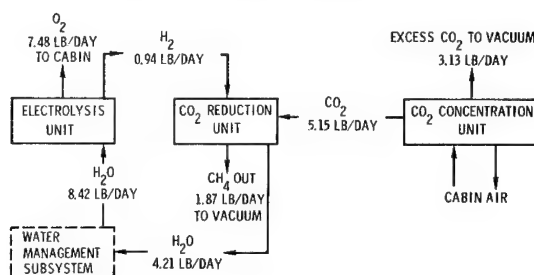 O2
7.48 LB/DAY
TO CABIN
H2
0.94 LB/DAY
EXCESS CO2 TO VACUUM
3.13 LB/DAY
ELECTROLYSIS
UNIT
CO2 REDUCTION
UNIT
CO2
5.15 LB/DAY
CO2 CONCENTRATION
UNIT
H2O
8.42 LB/DAY
CH4 OUT
1.87 LB/DAY
TO VACUUM
CABIN AIR
WATER
MANAGEMENT
SUBSYSTEM
H2O
4.21 LB/DAY